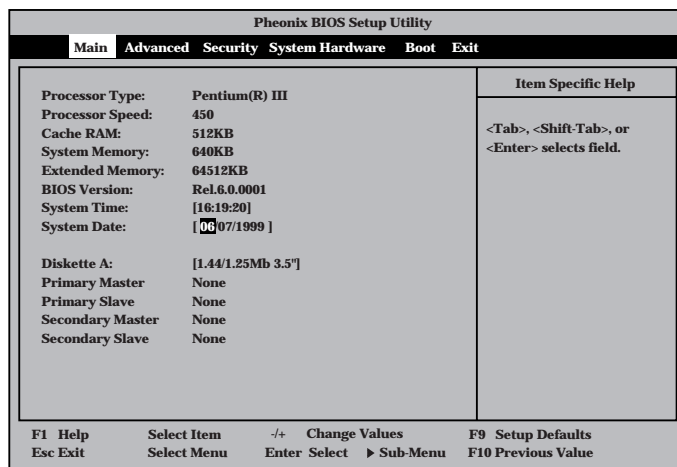 Pheonix BIOS Setup Utility
Main Advanced Security System Hardware Boot Exit
Item Specific Help
<Tab>, <Shift-Tab>, or
<Enter> selects field.
Processor Type: Pentium(R) III
Processor Speed: 450
Cache RAM: 512KB
System Memory: 640KB
Extended Memory: 64512KB
BIOS Version: Rel.6.0.0001
System Time: [16:19:20]
System Date: [ 06/07/1999 ]
Diskette A: [1.44/1.25Mb 3.5"]
Primary Master None
Primary Slave None
Secondary Master None
Secondary Slave None
F1 Help Select Item -/+ Change Values F9 Setup Defaults
Esc Exit Select Menu Enter Select ▶ Sub-Menu F10 Previous Value